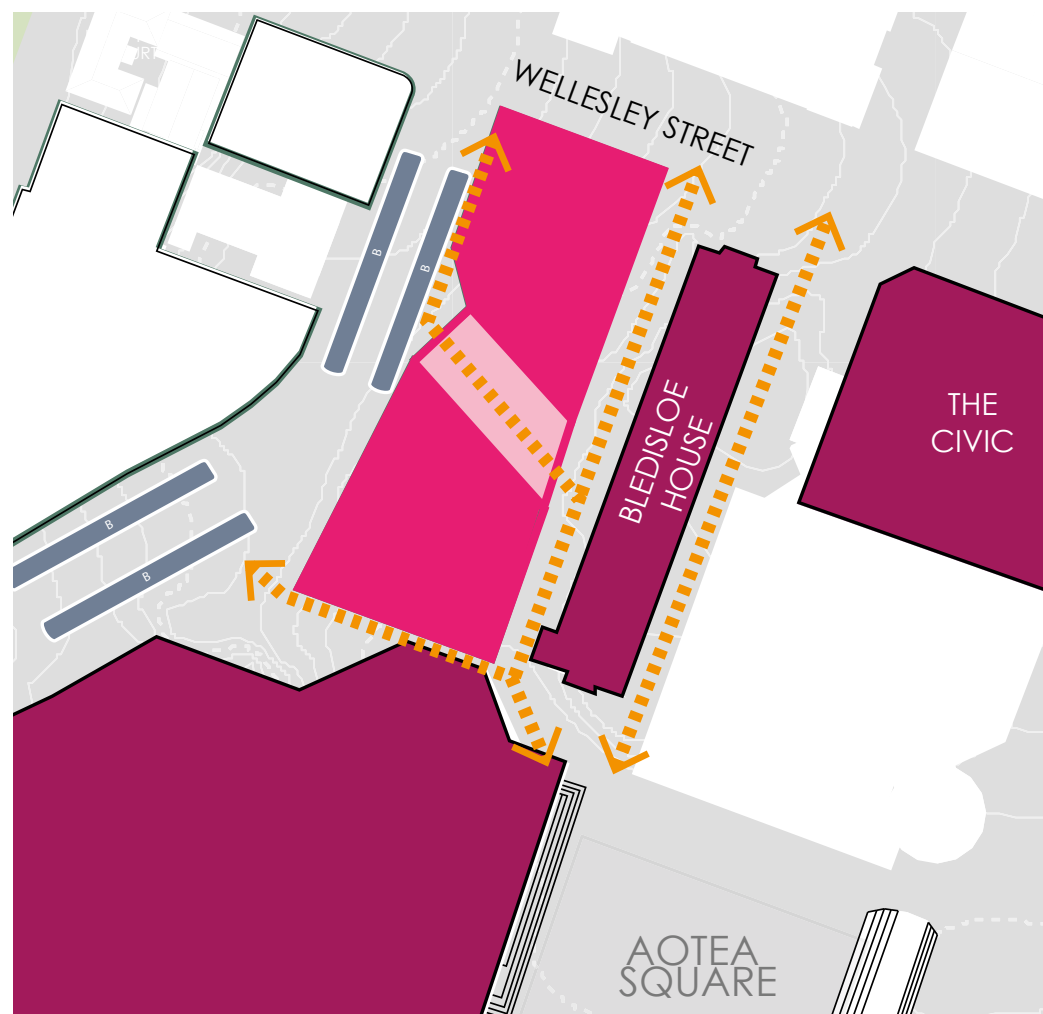 WELLESLEY STREET
B
B
BLEDISLOE
HOUSE
THE
CIVIC
B
B
AOTEA
SQUARE